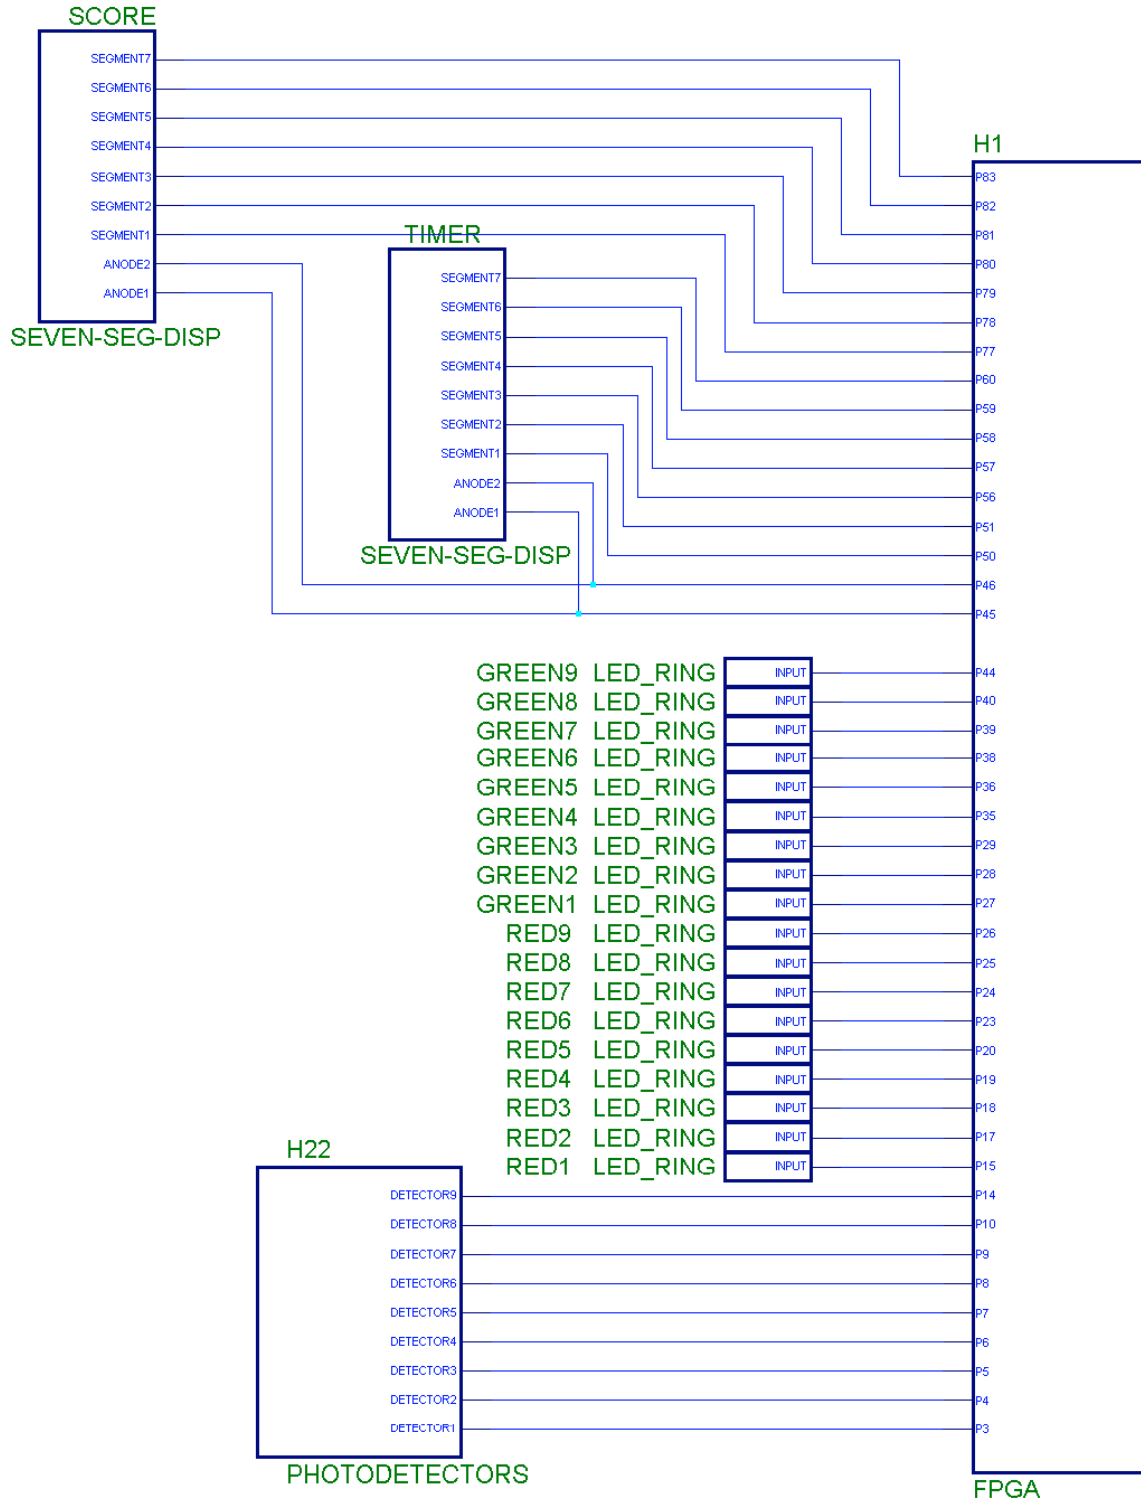 SCORE
SEGMENT7
SEGMENT6
SEGMENT5
SEGMENT4
SEGMENT3
SEGMENT2
SEGMENT1
ANODE2
ANODE1
SEVEN-SEG-DISP
TIMER
SEGMENT7
SEGMENT6
SEGMENT5
SEGMENT4
SEGMENT3
SEGMENT2
SEGMENT1
ANODE2
ANODE1
SEVEN-SEG-DISP
H1
P83
P82
P81
P80
P79
P78
P77
P60
P59
P58
P57
P56
P51
P50
P46
P45
GREEN9 LED_RING INPUT P44
GREEN8 LED_RING INPUT P40
GREEN7 LED_RING INPUT P39
GREEN6 LED_RING INPUT P38
GREEN5 LED_RING INPUT P36
GREEN4 LED_RING INPUT P35
GREEN3 LED_RING INPUT P29
GREEN2 LED_RING INPUT P28
GREEN1 LED_RING INPUT P27
RED9 LED_RING INPUT P26
RED8 LED_RING INPUT P25
RED7 LED_RING INPUT P24
RED6 LED_RING INPUT P23
RED5 LED_RING INPUT P20
RED4 LED_RING INPUT P19
RED3 LED_RING INPUT P18
RED2 LED_RING INPUT P17
RED1 LED_RING INPUT P15
H22
DETECTOR9 P14
DETECTOR8 P10
DETECTOR7 P9
DETECTOR6 P8
DETECTOR5 P7
DETECTOR4 P6
DETECTOR3 P5
DETECTOR2 P4
DETECTOR1 P3
PHOTODETECTORS
FPGA